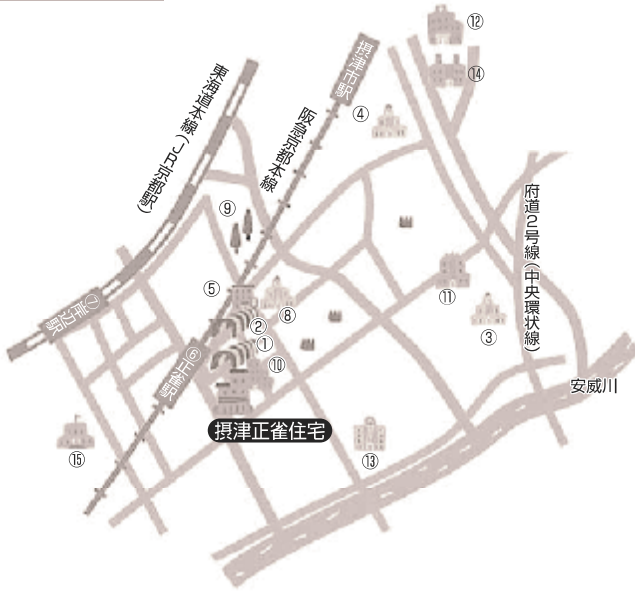 ⑫
摂津市駅
⑭
東海道本線(JR京都駅)
④
阪急京都本線
府道2号線(中央環状線)
⑨
⑤
⑪
⑦岸辺駅
⑧
②
③
①
⑥正雀駅
⑩
安威川
摂津正雀住宅
⑮
⑬